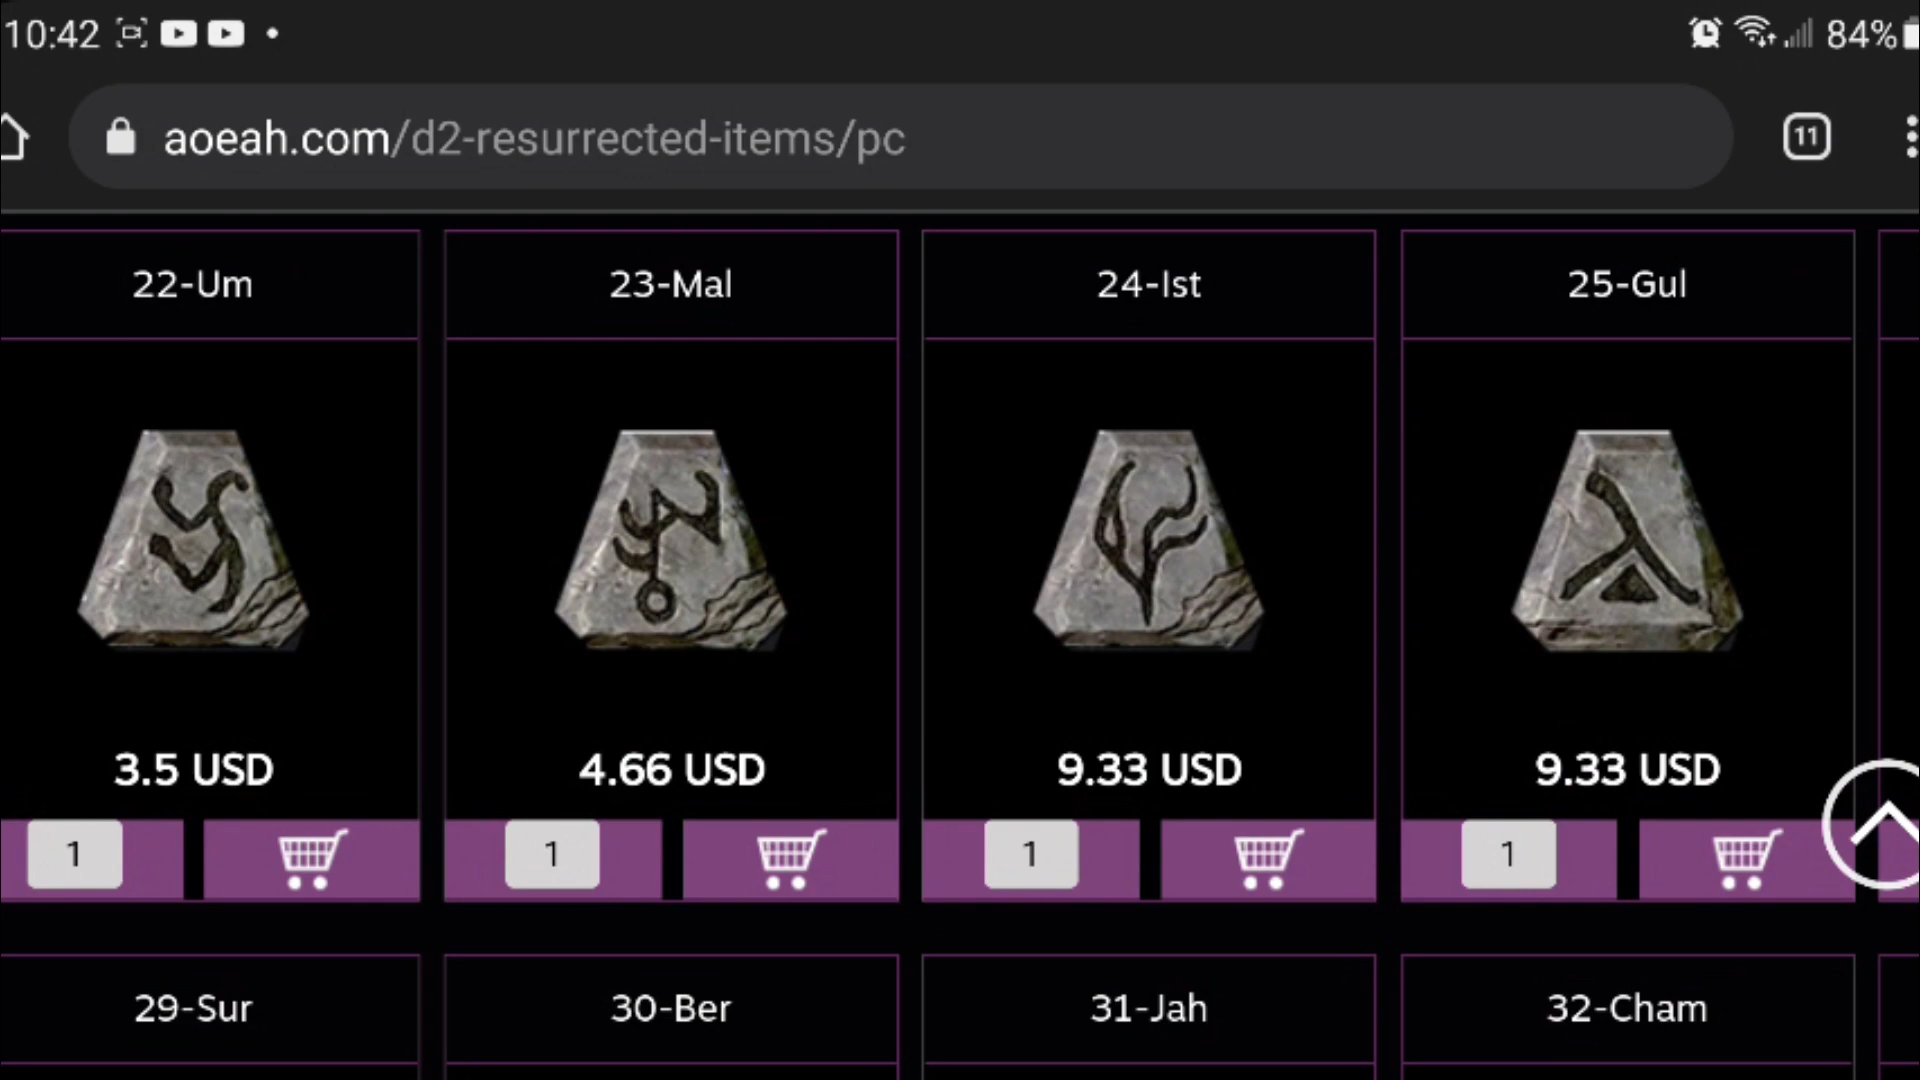 10:42
84%
aoeah.com/d2-resurrected-items/pc
11
22-Um
23-Mal
24-Ist
25-Gul
3.5 USD
4.66 USD
9.33 USD
9.33 USD
1
1
1
1
29-Sur
30-Ber
31-Jah
32-Cham